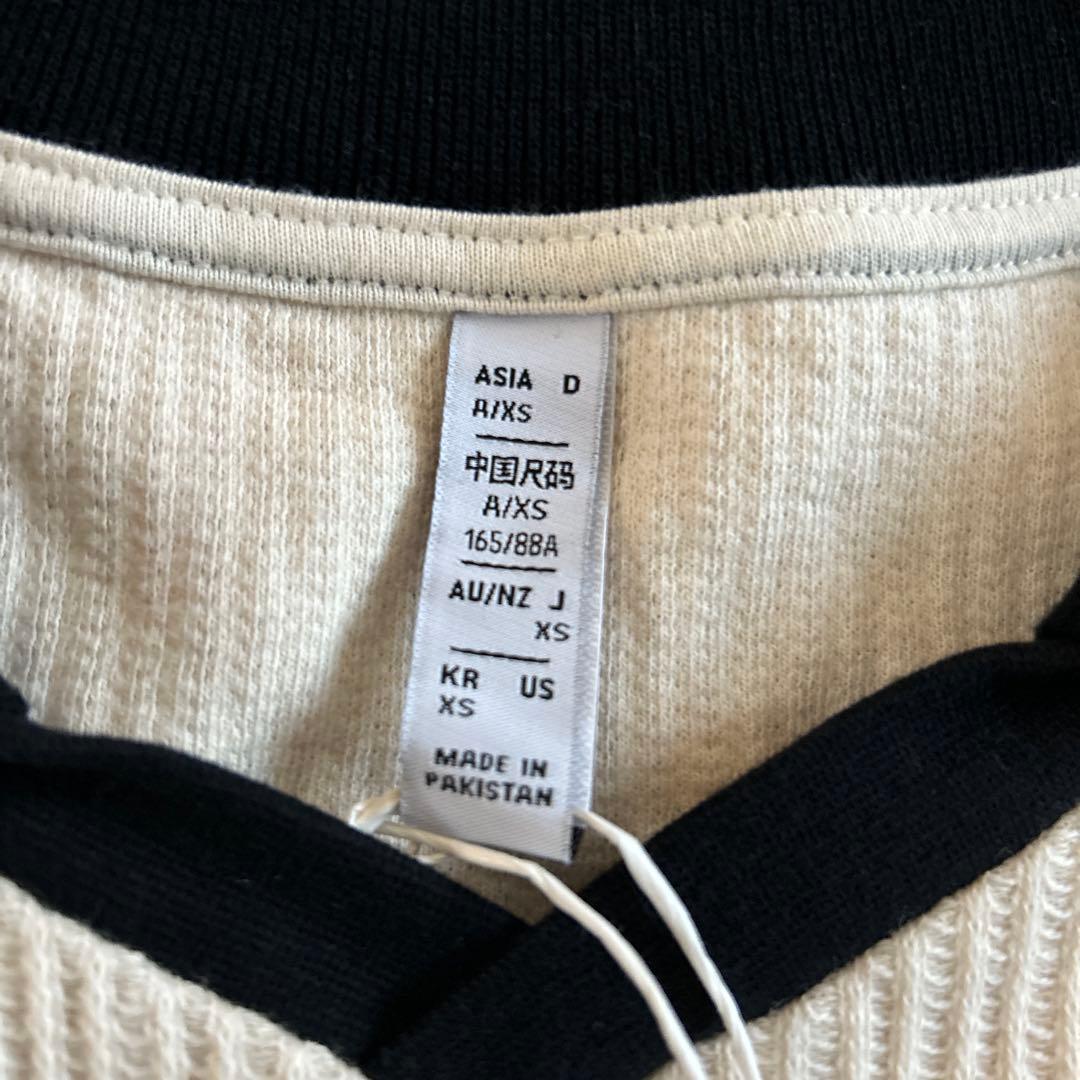 ASIA D
A/XS
中国尺码
A/XS
165/88A
AU/NZ J
XS
KR US
XS
MADE IN
PAKISTAN